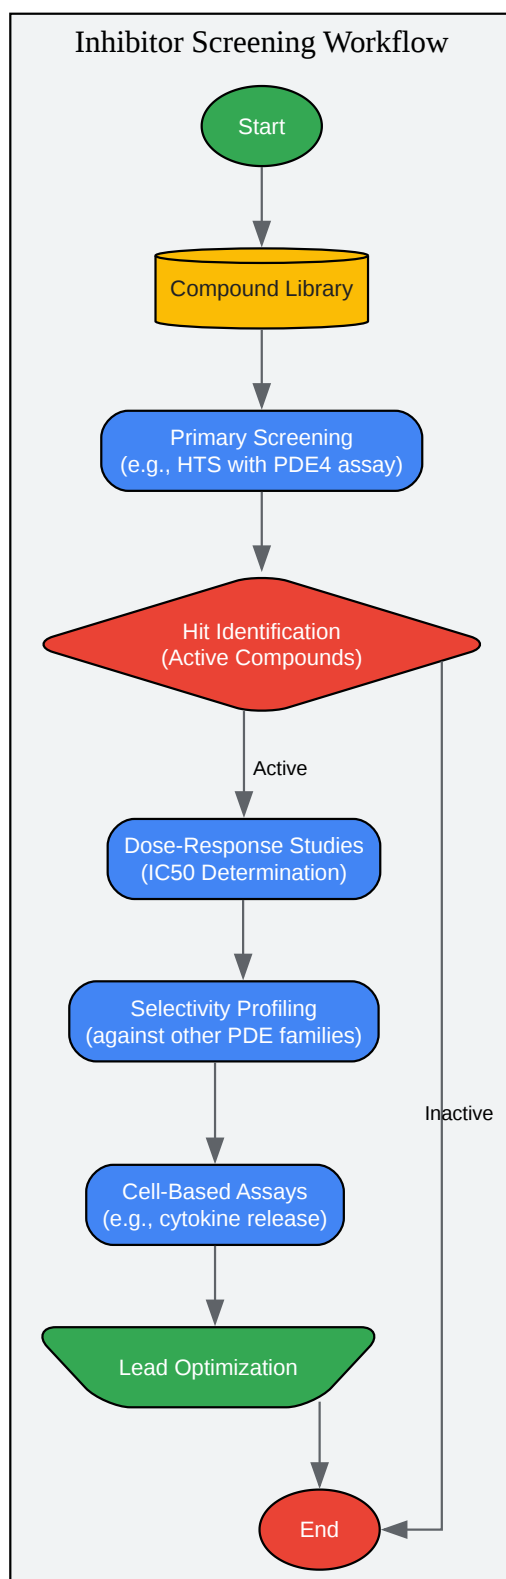 Inhibitor Screening Workflow
Start
Compound Library
Primary Screening
(e.g., HTS with PDE4 assay)
Hit Identification
(Active Compounds)
Active
Dose-Response Studies
(IC50 Determination)
Selectivity Profiling
(against other PDE families)
Inactive
Cell-Based Assays
(e.g., cytokine release)
Lead Optimization
End